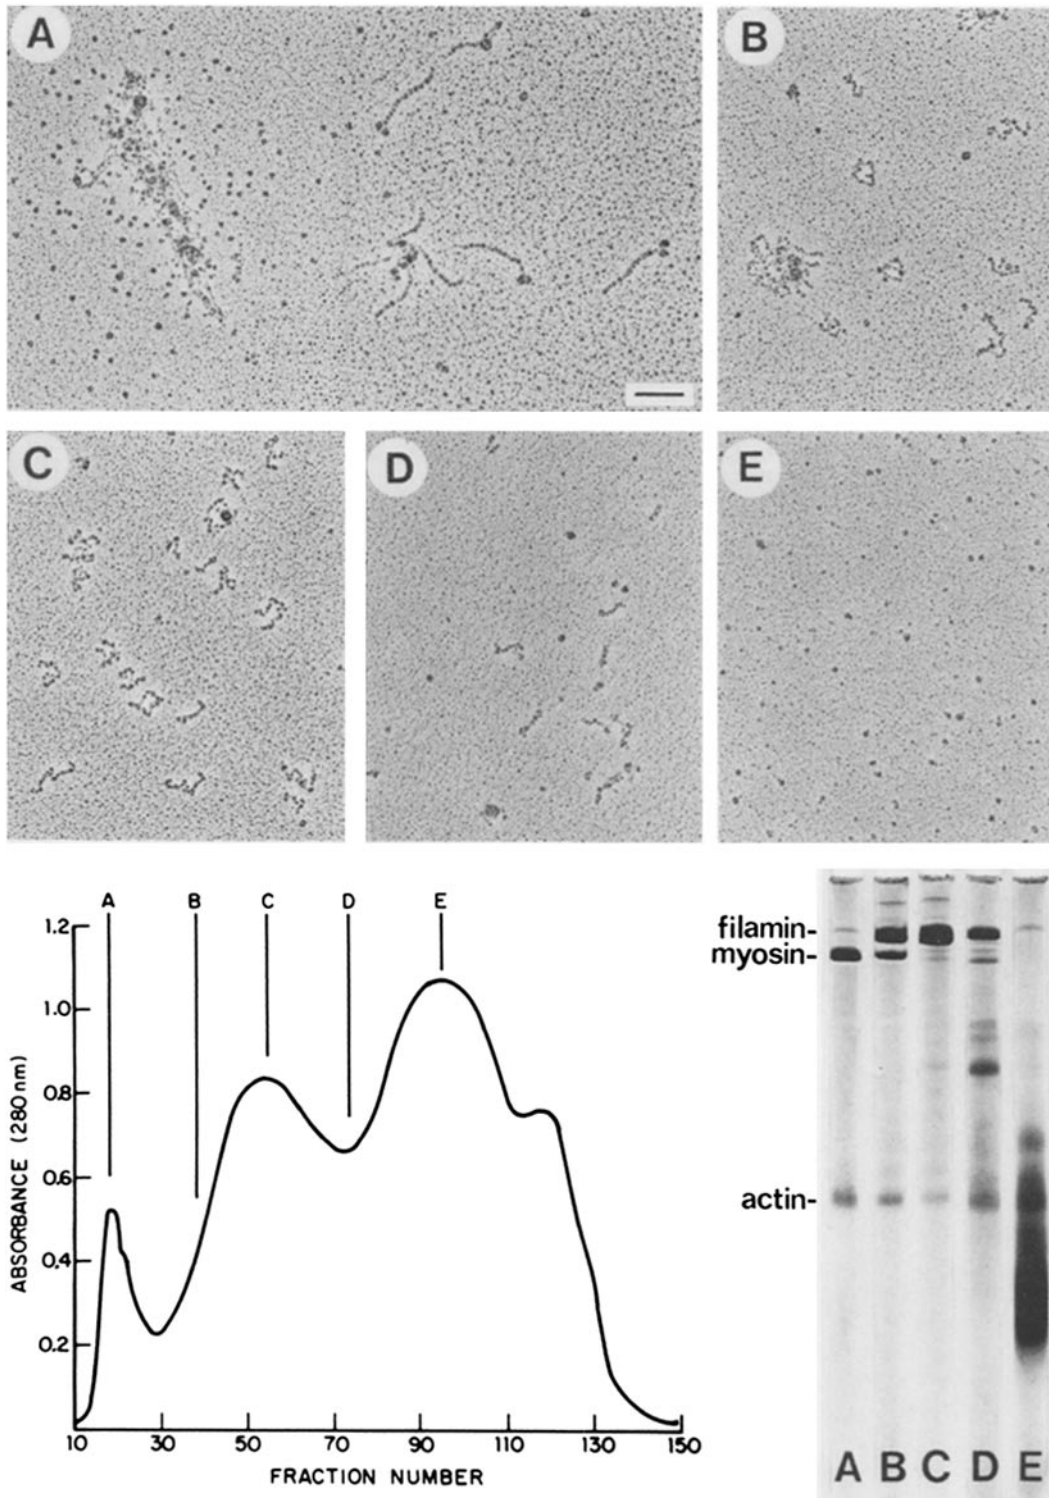 A
B
C
D
E
A B C D E
1.2
1.0
0.8
0.6
0.4
0.2
ABSORBANCE (280 nm)
10 30 50 70 90 110 130 150
FRACTION NUMBER
filamin-
myosin-
actin-
A B C D E